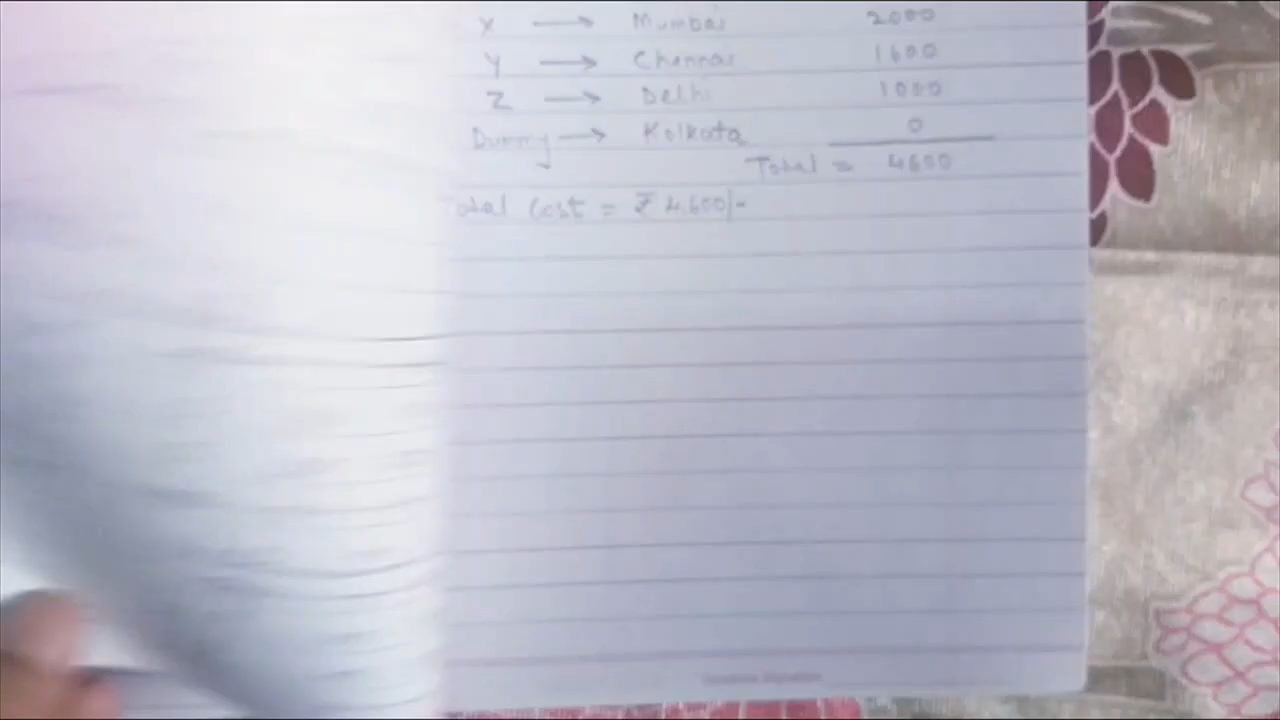 X → Mumbai 2000
Y → Chennai 1600
Z → Delhi 1000
Dummy → Kolkata 0
Total = 4600
Total Cost = ₹ 4,600/-